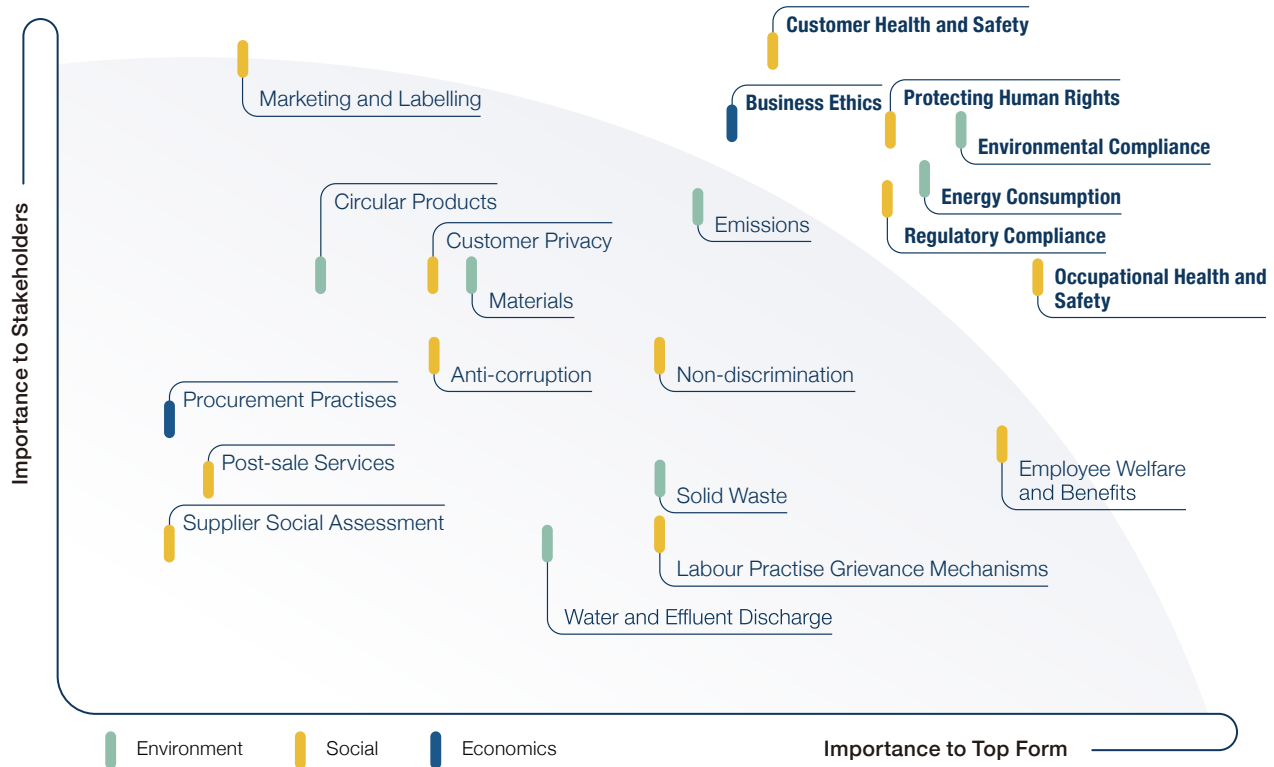 Importance to Stakeholders
Customer Health and Safety
Marketing and Labelling
Business Ethics
Protecting Human Rights
Environmental Compliance
Circular Products
Energy Consumption
Emissions
Customer Privacy
Regulatory Compliance
Materials
Occupational Health and
Safety
Anti-corruption
Non-discrimination
Procurement Practises
Post-sale Services
Employee Welfare
and Benefits
Solid Waste
Supplier Social Assessment
Labour Practise Grievance Mechanisms
Water and Effluent Discharge
Environment
Social
Economics
Importance to Top Form